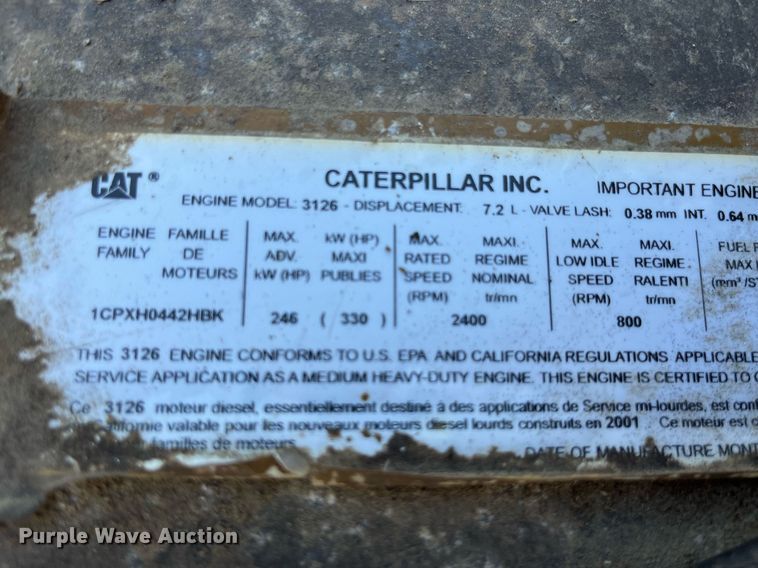 CAT ® CATERPILLAR INC. IMPORTANT ENGINE
ENGINE MODEL: 3126 - DISPLACEMENT: 7.2 L - VALVE LASH: 0.38 mm INT. 0.64 m
ENGINE FAMILLE
FAMILY DE
MOTEURS
1CPXH0442HBK
MAX. kW (HP)
ADV. MAXI
kW (HP) PUBLIES
246 ( 330 )
MAX. MAXI.
RATED REGIME
SPEED NOMINAL
(RPM) tr/mn
2400
MAX. MAXI.
LOW IDLE REGIME
SPEED RALENTI
(RPM) tr/mn
800
FUEL
MAX
(mm³ /ST
THIS 3126 ENGINE CONFORMS TO U.S. EPA AND CALIFORNIA REGULATIONS APPLICABLE
SERVICE APPLICATION AS A MEDIUM HEAVY-DUTY ENGINE. THIS ENGINE IS CERTIFIED TO
Ce 3126 moteur diesel, essentiellement destiné à des applications de Service mi-lourdes, est con
ifornie valable pour les nouveaux moteurs diesel lourds construits en 2001 Ce moteur est c
familles de moteurs
DATE OF MANUFACTURE MONT
Purple Wave Auction